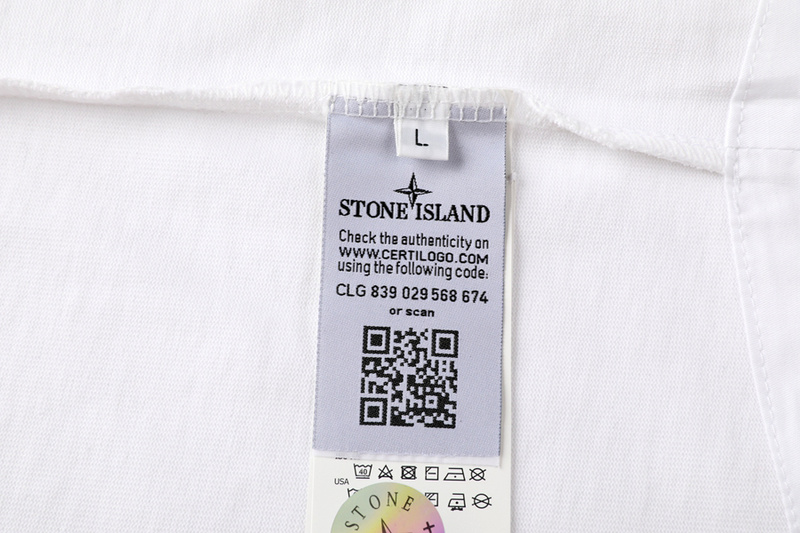 L
STONE ISLAND
Check the authenticity on
WWW.CERTILOGO.COM
using the following code:
CLG 839 029 568 674
or scan
40
USA
STONE